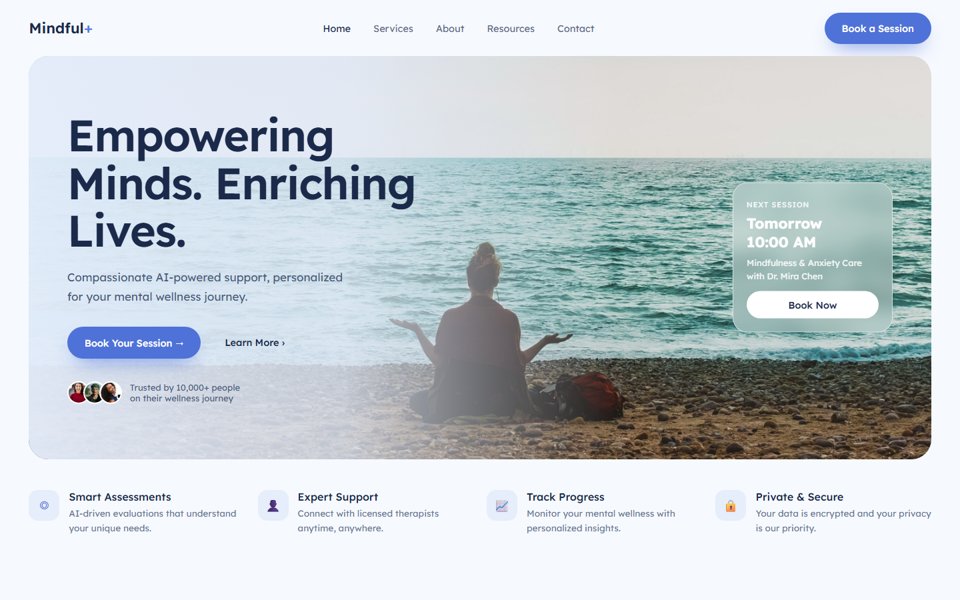 Mindful+
Home
Services
About
Resources
Contact
Book a Session
Empowering
Minds. Enriching
Lives.
Compassionate AI-powered support, personalized
for your mental wellness journey.
Book Your Session →
Learn More ›
Trusted by 10,000+ people
on their wellness journey
NEXT SESSION
Tomorrow
10:00 AM
Mindfulness & Anxiety Care
with Dr. Mira Chen
Book Now
Smart Assessments
AI-driven evaluations that understand
your unique needs.
Expert Support
Connect with licensed therapists
anytime, anywhere.
Track Progress
Monitor your mental wellness with
personalized insights.
Private & Secure
Your data is encrypted and your privacy
is our priority.